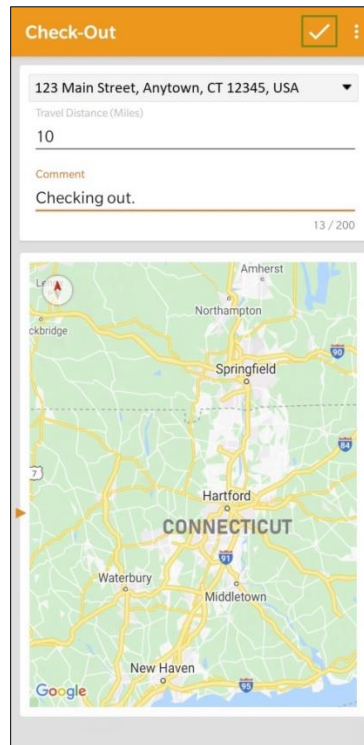 Check-Out
123 Main Street, Anytown, CT 12345, USA
Travel Distance (Miles)
10
Comment
Checking out.
13 / 200
Amherst
Le
ckbridge
Northampton
90
Springfield
84
7
Hartford
CONNECTICUT
91
Waterbury
Middletown
New Haven
95
Google